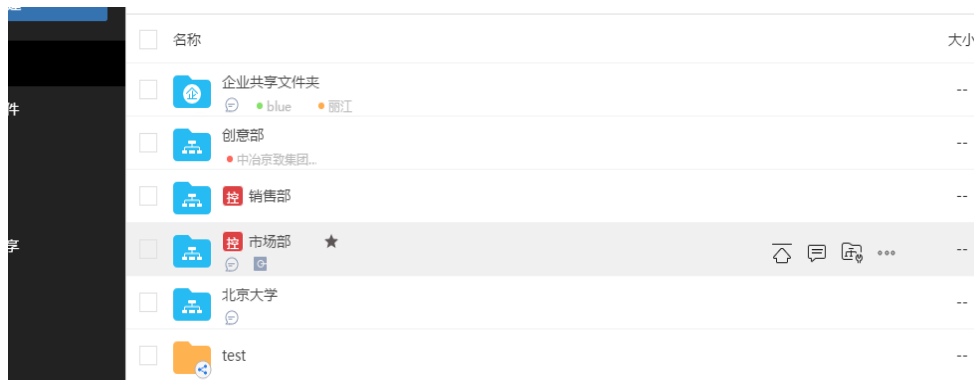 名称 大小
企业共享文件夹
blue 丽江
创意部
中冶京致集团...
控 销售部
控 市场部
北京大学
test
件
享
--
--
--
--
--
--